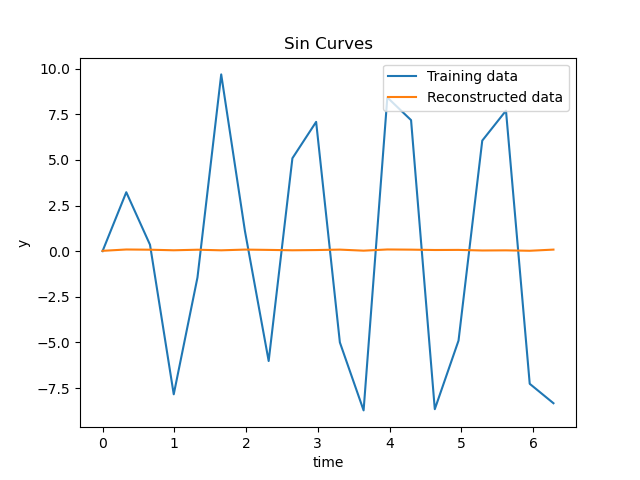 Sin Curves
Training data
Reconstructed data
10.0
7.5
5.0
2.5
0.0
−2.5
−5.0
−7.5
y
0 1 2 3 4 5 6
time